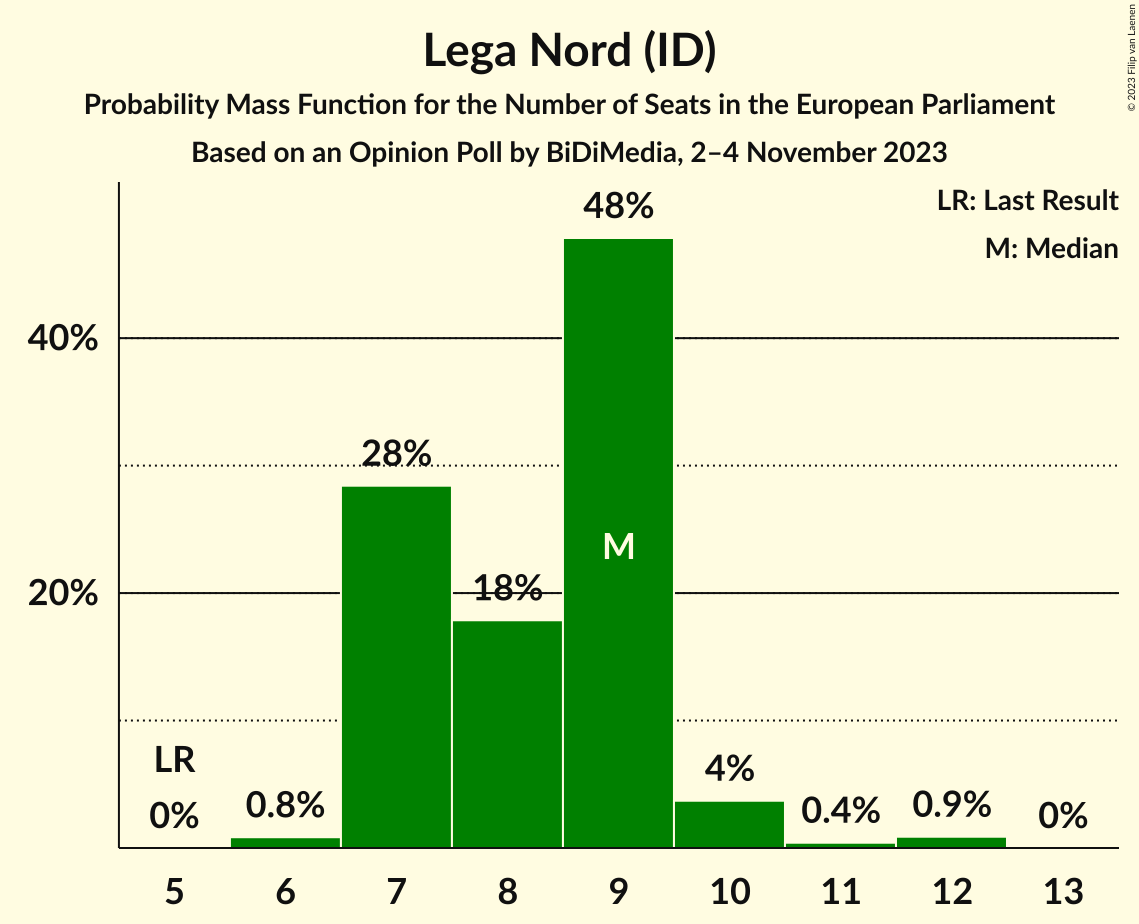 Lega Nord (ID)
Probability Mass Function for the Number of Seats in the European Parliament
Based on an Opinion Poll by BiDiMedia, 2–4 November 2023
© 2023 Filip van Laenen
LR: Last Result
M: Median
48%
40%
28%
M
20%
18%
LR
0%
0.8%
4%
0.4%
0.9%
0%
5 6 7 8 9 10 11 12 13